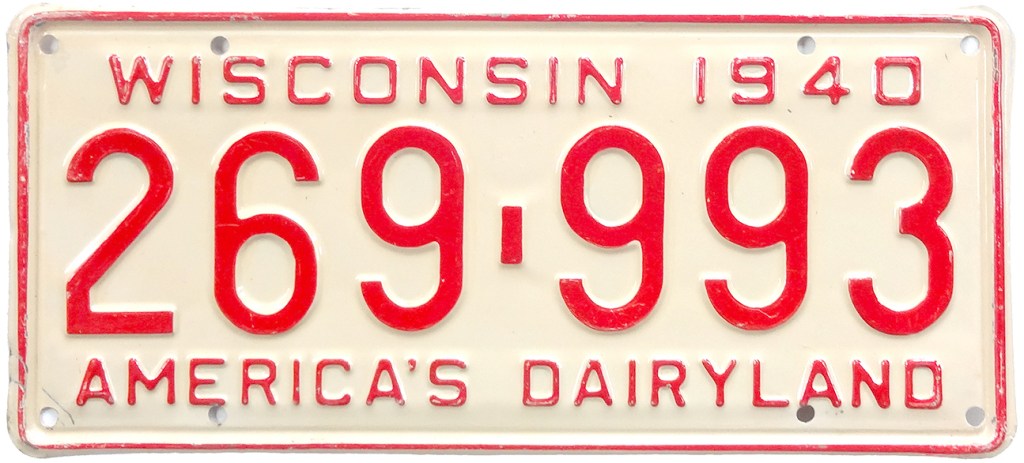 WISCONSIN 1940
269-993
AMERICA'S DAIRYLAND